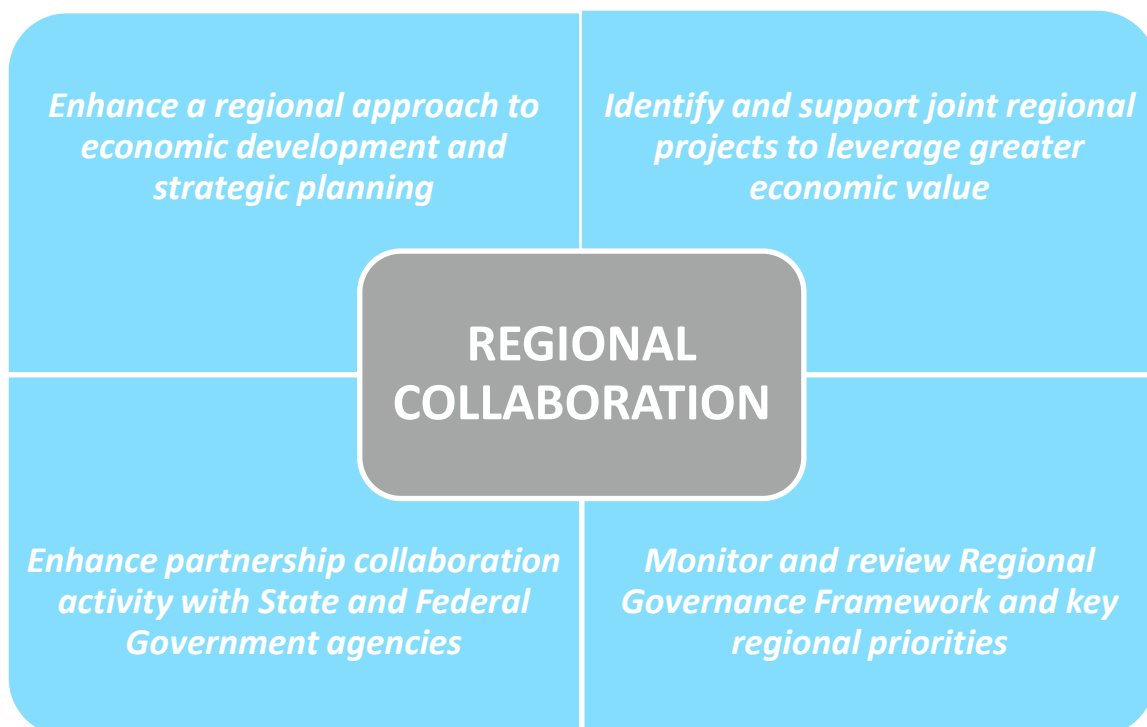 Enhance a regional approach to
economic development and
strategic planning
Identify and support joint regional
projects to leverage greater
economic value
REGIONAL
COLLABORATION
Enhance partnership collaboration
activity with State and Federal
Government agencies
Monitor and review Regional
Governance Framework and key
regional priorities